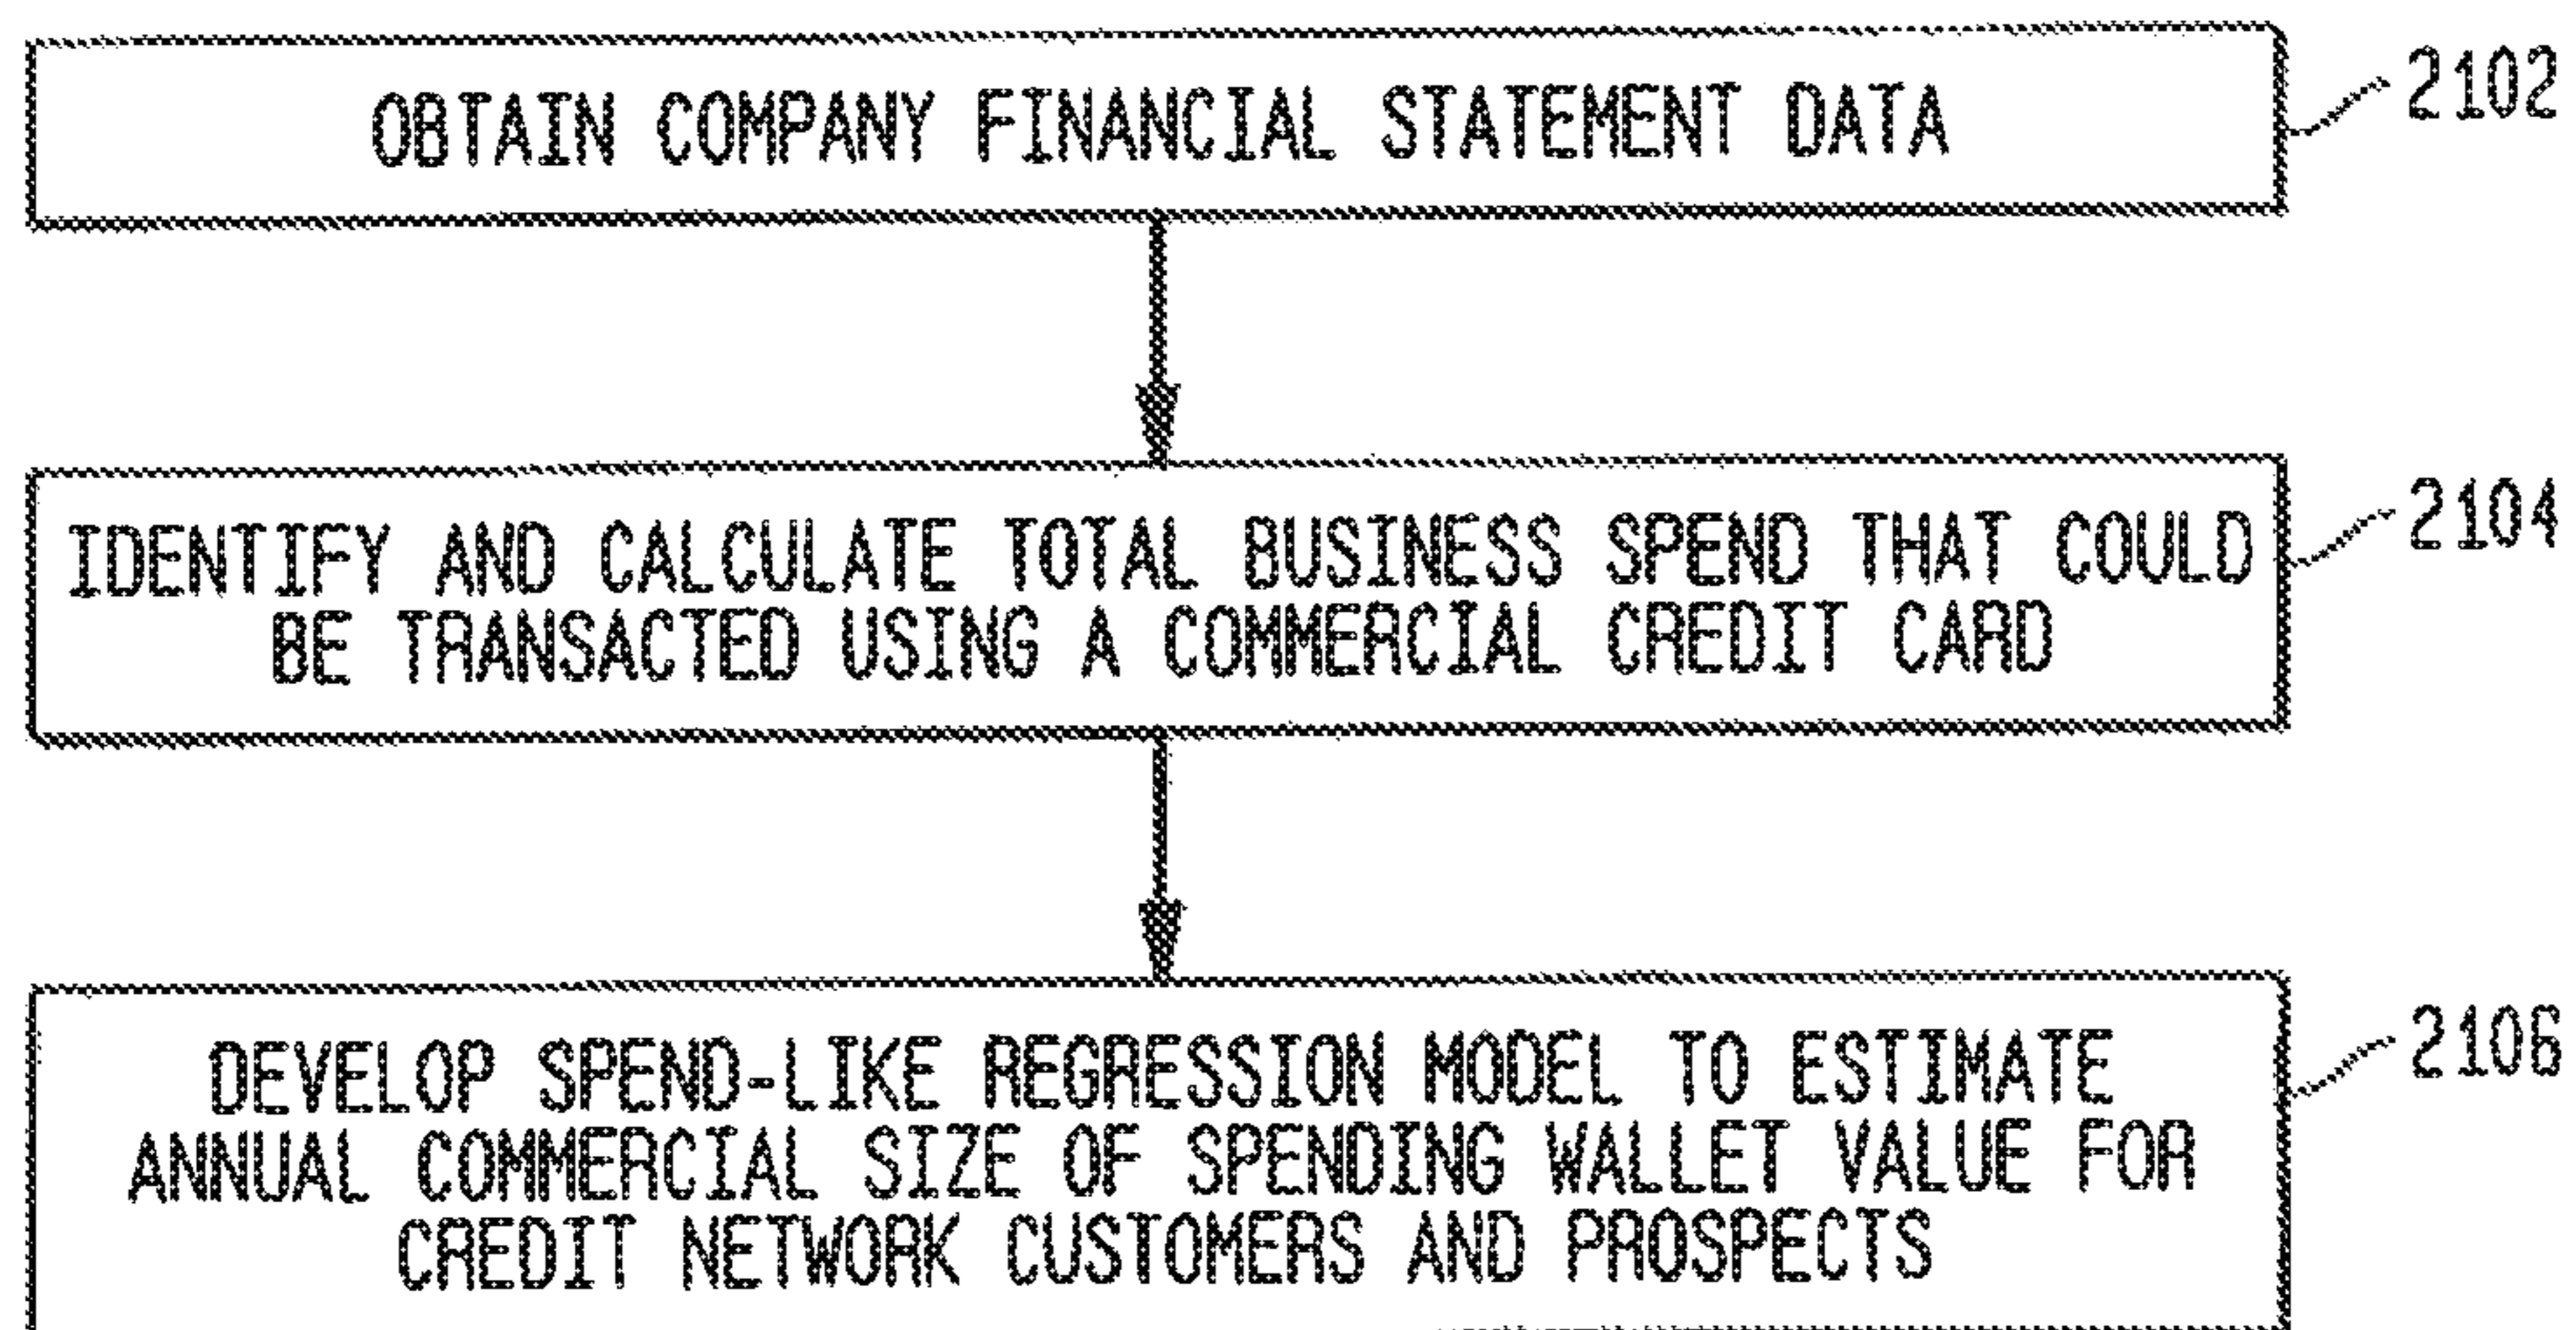 OBTAIN COMPANY FINANCIAL STATEMENT DATA
2102
IDENTIFY AND CALCULATE TOTAL BUSINESS SPEND THAT COULD
BE TRANSACTED USING A COMMERCIAL CREDIT CARD
2104
DEVELOP SPEND-LIKE REGRESSION MODEL TO ESTIMATE
ANNUAL COMMERCIAL SIZE OF SPENDING WALLET VALUE FOR
CREDIT NETWORK CUSTOMERS AND PROSPECTS
2106